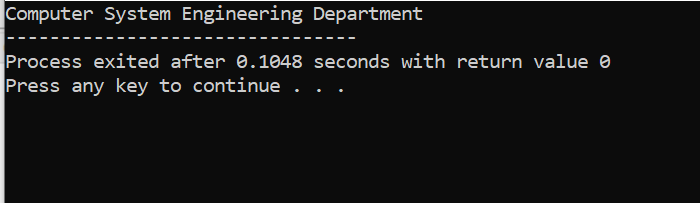 Computer System Engineering Department
--------------------------------
Process exited after 0.1048 seconds with return value 0
Press any key to continue . . .